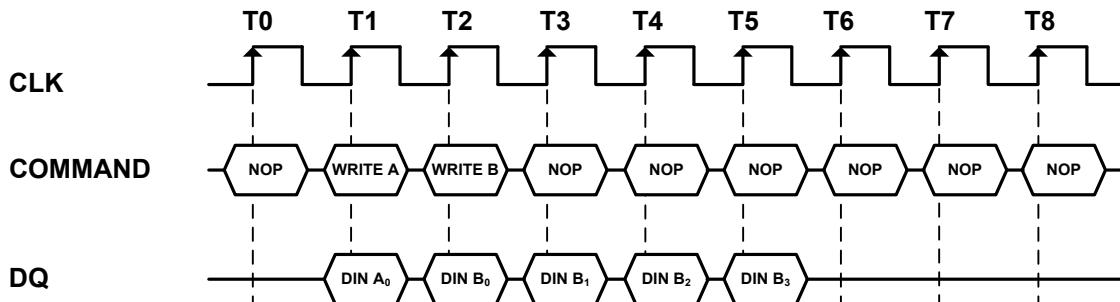 T0 T1 T2 T3 T4 T5 T6 T7 T8
CLK
COMMAND NOP WRITE A WRITE B NOP NOP NOP NOP NOP NOP
DQ DIN A₀ DIN B₀ DIN B₁ DIN B₂ DIN B₃